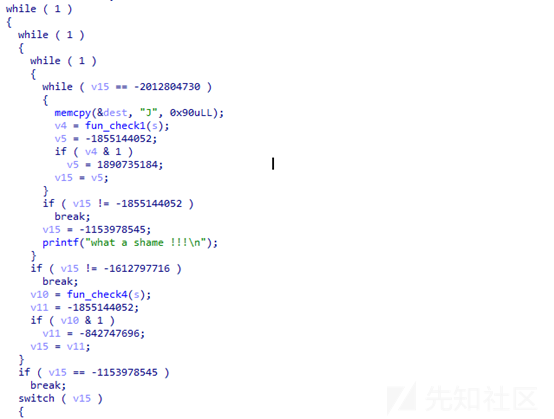 while ( 1 )
{
  while ( 1 )
  {
    while ( 1 )
    {
      while ( v15 == -2012804730 )
      {
        memcpy(&dest, "J", 0x90uLL);
        v4 = fun_check1(s);
        v5 = -1855144052;
        if ( v4 & 1 )
          v5 = 1890735184;
        v15 = v5;
      }
      if ( v15 != -1855144052 )
        break;
      v15 = -1153978545;
      printf("what a shame !!!\n");
    }
    if ( v15 != -1612797716 )
      break;
    v10 = fun_check4(s);
    v11 = -1855144052;
    if ( v10 & 1 )
      v11 = -842747696;
    v15 = v11;
  }
  if ( v15 == -1153978545 )
    break;
  switch ( v15 )
  {
先知社区